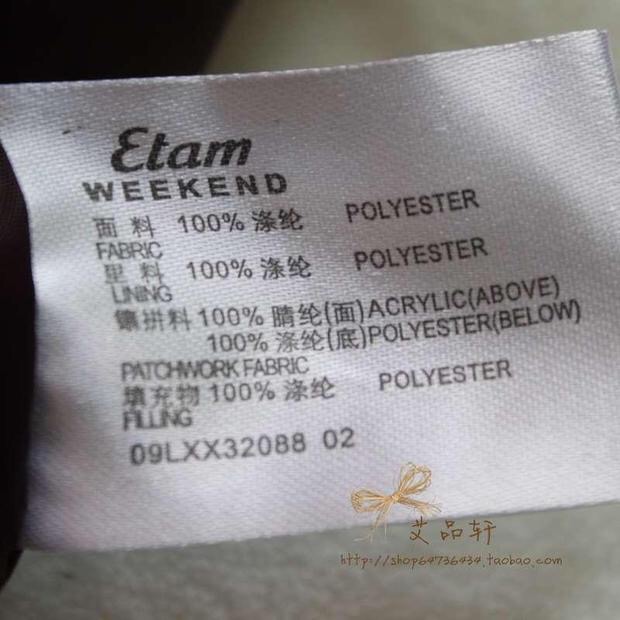 Etam
WEEKEND
面料 100% 涤纶 POLYESTER
FABRIC
里料 100% 涤纶 POLYESTER
LINING
镶拼料 100% 腈纶(面)ACRYLIC(ABOVE)
100% 涤纶(底)POLYESTER(BELOW)
PATCHWORK FABRIC
填充物 100% 涤纶 POLYESTER
FILLING
09LXX32088 02
艾品轩
http://shop64736434.taobao.com